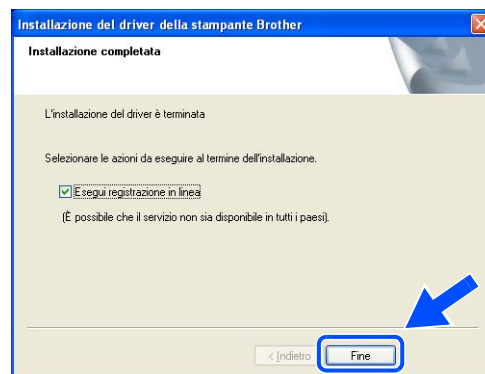 Installazione del driver della stampante Brother
Installazione completata
L'installazione del driver è terminata
Selezionare le azioni da eseguire al termine dell'installazione.
Esegui registrazione in linea
(È possibile che il servizio non sia disponibile in tutti i paesi).
< Indietro
Fine